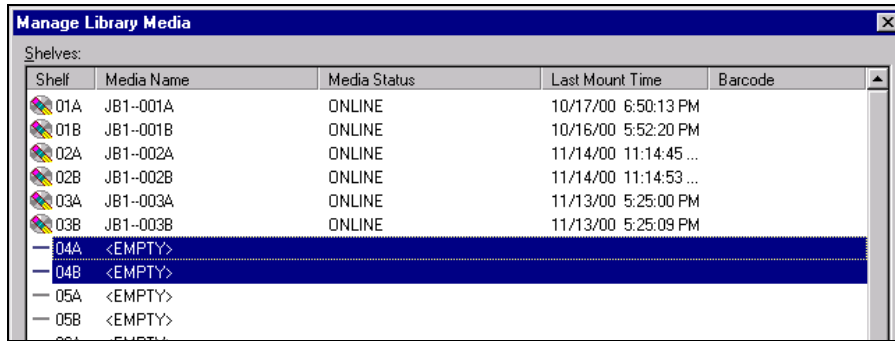 Manage Library Media
Shelves:
Shelf Media Name Media Status Last Mount Time Barcode
01A JB1--001A ONLINE 10/17/00 6:50:13 PM
01B JB1--001B ONLINE 10/16/00 5:52:20 PM
02A JB1--002A ONLINE 11/14/00 11:14:45 ...
02B JB1--002B ONLINE 11/14/00 11:14:53 ...
03A JB1--003A ONLINE 11/13/00 5:25:00 PM
03B JB1--003B ONLINE 11/13/00 5:25:09 PM
04A <EMPTY>
04B <EMPTY>
05A <EMPTY>
05B <EMPTY>